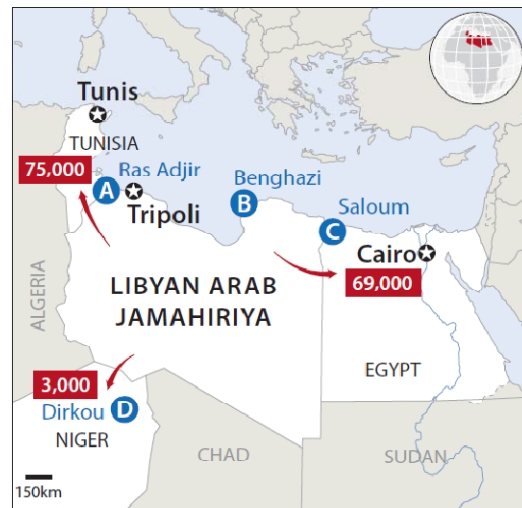 Tunis
TUNISIA
75,000
Ras Adjir
A
Tripoli
Benghazi
B
Saloum
C
Cairo
69,000
ALGERIA
LIBYAN ARAB
JAMAHIRIYA
EGYPT
3,000
Dirkou D
NIGER
CHAD
SUDAN
150km